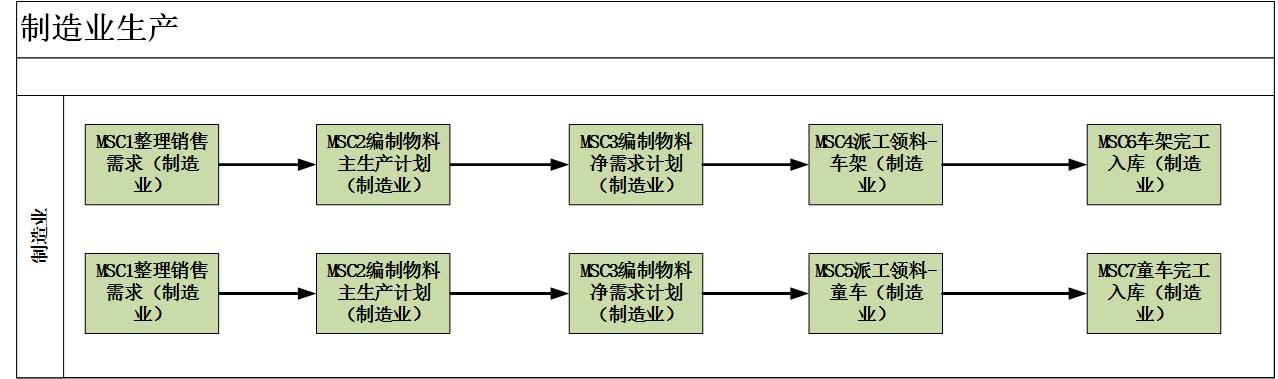 制造业生产
制造业
MSC1整理销售
需求（制造
业）
MSC2编制物料
主生产计划
（制造业）
MSC3编制物料
净需求计划
（制造业）
MSC4派工领料-
车架（制造
业）
MSC6车架完工
入库（制造
业）
MSC1整理销售
需求（制造
业）
MSC2编制物料
主生产计划
（制造业）
MSC3编制物料
净需求计划
（制造业）
MSC5派工领料-
童车（制造
业）
MSC7童车完工
入库（制造
业）